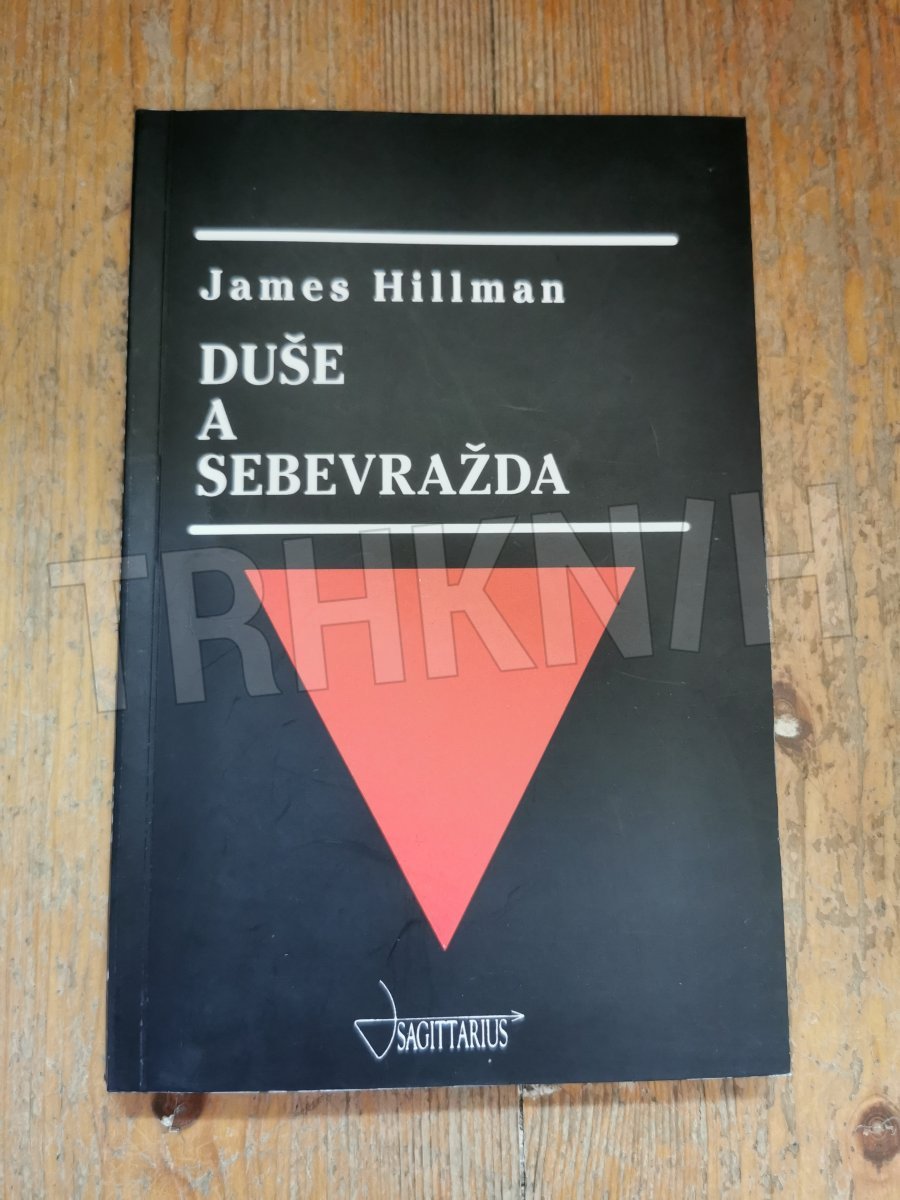 James Hillman
DUŠE
A
SEBEVRAŽDA
TRHKNIH
SAGITTARIUS